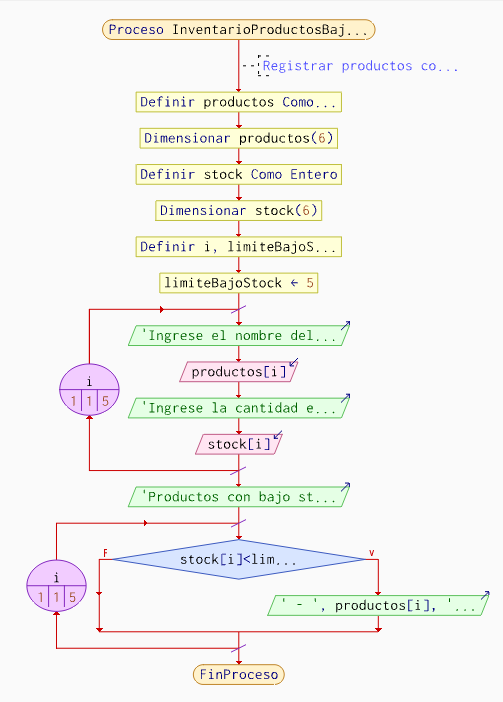 Proceso InventarioProductosBaj...
Registrar productos co...
Definir productos Como...
Dimensionar productos(6)
Definir stock Como Entero
Dimensionar stock(6)
Definir i, limiteBajoS...
limiteBajoStock ← 5
'Ingrese el nombre del...
i
1 1 5
productos[i]
'Ingrese la cantidad e...
stock[i]
'Productos con bajo st...
F
V
stock[i]<lim...
i
1 1 5
' - ', productos[i], '...
FinProceso